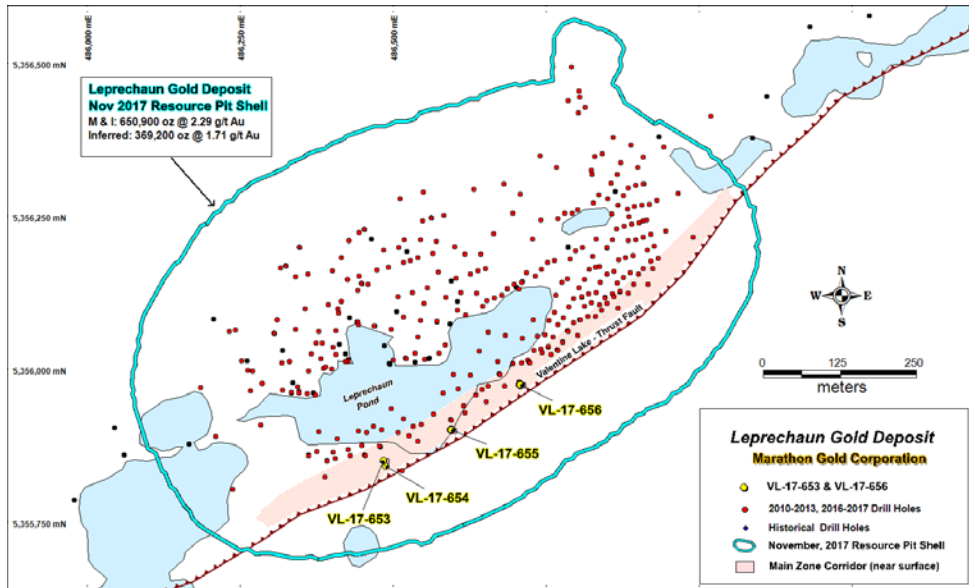 486,000 mE
486,250 mE
486,500 mE
5,356,500 mN
5,356,250 mN
5,356,000 mN
5,355,750 mN
Leprechaun Gold Deposit
Nov 2017 Resource Pit Shell
M & I: 650,900 oz @ 2.29 g/t Au
Inferred: 369,200 oz @ 1.71 g/t Au
N
W E
S
Valentine Lake - Thrust Fault
0 125 250
meters
Leprechaun
Pond
VL-17-656
VL-17-655
VL-17-654
VL-17-653
Leprechaun Gold Deposit
Marathon Gold Corporation
VL-17-653 & VL-17-656
2010-2013, 2016-2017 Drill Holes
Historical Drill Holes
November, 2017 Resource Pit Shell
Main Zone Corridor (near surface)